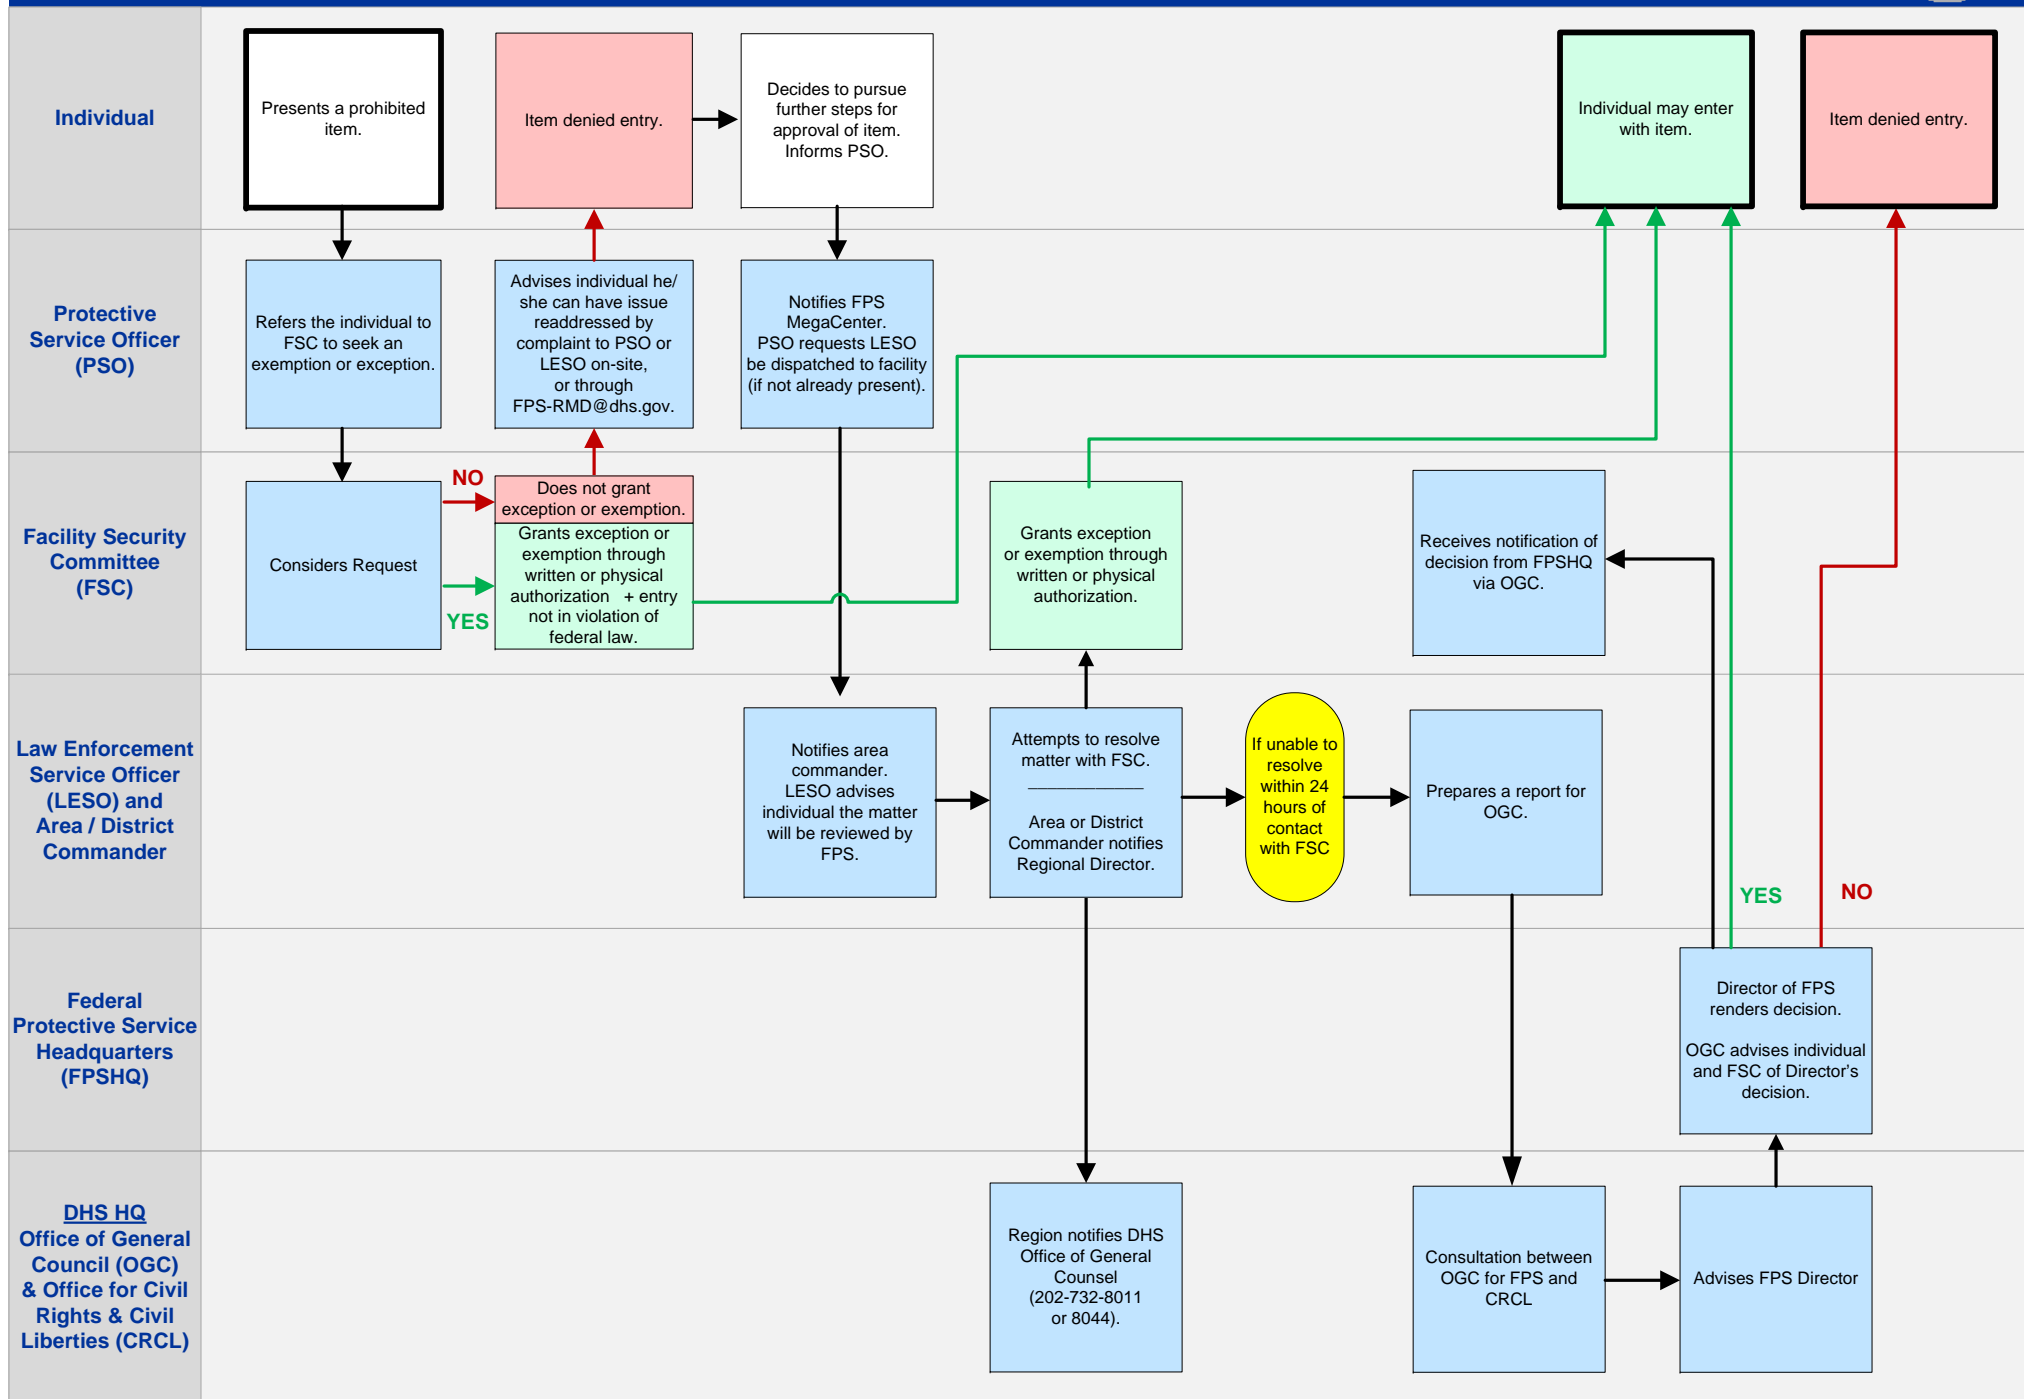 Individual
Presents a prohibited
item.
Item denied entry.
Decides to pursue
further steps for
approval of item.
Informs PSO.
Individual may enter
with item.
Item denied entry.
Protective
Service Officer
(PSO)
Refers the individual to
FSC to seek an
exemption or exception.
Advises individual he/
she can have issue
readdressed by
complaint to PSO or
LESO on-site,
or through
FPS-RMD@dhs.gov.
Notifies FPS
MegaCenter.
PSO requests LESO
be dispatched to facility
(if not already present).
Facility Security
Committee
(FSC)
Considers Request
NO
YES
Does not grant
exception or exemption.
Grants exception or
exemption through
written or physical
authorization + entry
not in violation of
federal law.
Grants exception
or exemption through
written or physical
authorization.
Receives notification of
decision from FPSHQ
via OGC.
Law Enforcement
Service Officer
(LESO) and
Area / District
Commander
Notifies area
commander.
LESO advises
individual the matter
will be reviewed by
FPS.
Attempts to resolve
matter with FSC.
____________
Area or District
Commander notifies
Regional Director.
If unable to
resolve
within 24
hours of
contact
with FSC
Prepares a report for
OGC.
YES
NO
Federal
Protective Service
Headquarters
(FPSHQ)
Director of FPS
renders decision.
OGC advises individual
and FSC of Director's
decision.
DHS HQ
Office of General
Council (OGC)
& Office for Civil
Rights & Civil
Liberties (CRCL)
Region notifies DHS
Office of General
Counsel
(202-732-8011
or 8044).
Consultation between
OGC for FPS and
CRCL
Advises FPS Director